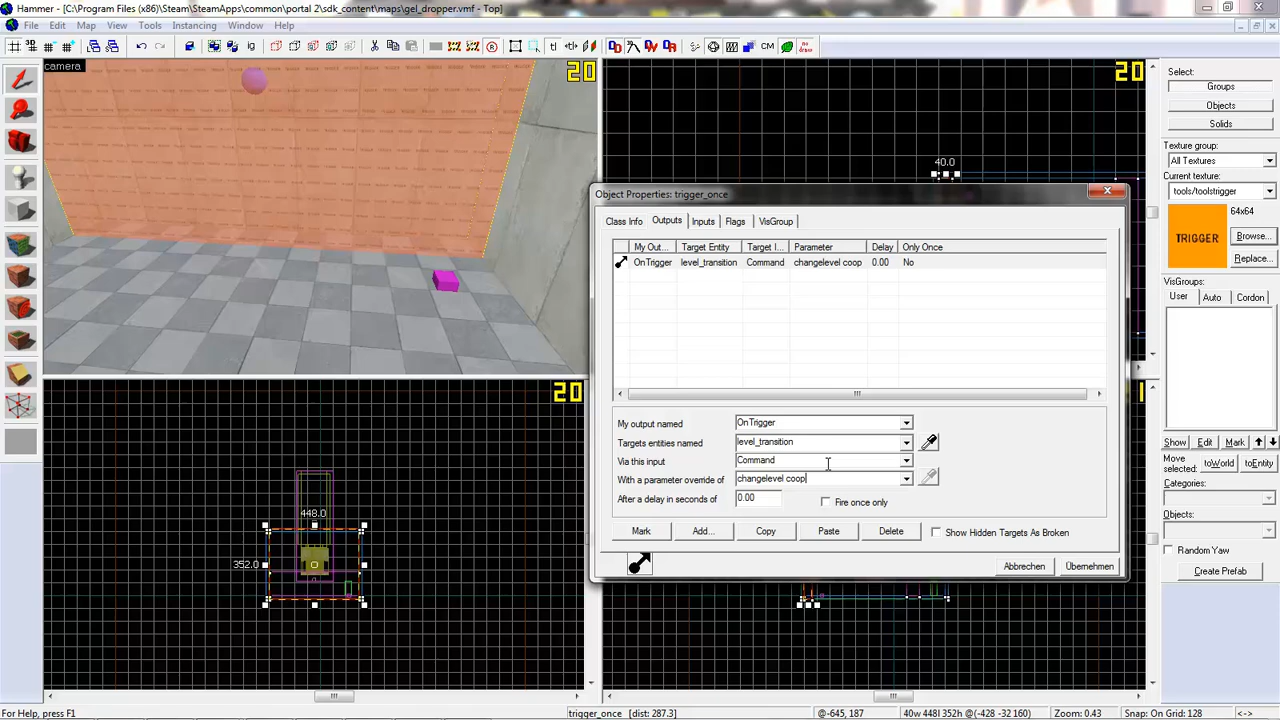 Hammer - [C:\Program Files (x86)\Steam\SteamApps\common\portal 2\sdk_content\maps\gel_dropper.vmf - Top]
File Edit Map View Tools Instancing Window Help
camera
20
20
40.0
Object Properties: trigger_once
Class Info Outputs Inputs Flags VisGroup
My Out... Target Entity Target I... Parameter Delay Only Once
OnTrigger level_transition Command changelevel coop 0.00 No
My output named OnTrigger
Targets entities named level_transition
Via this input Command
With a parameter override of changelevel coop
After a delay in seconds of 0.00 Fire once only
Mark Add... Copy Paste Delete Show Hidden Targets As Broken
Abbrechen Übernehmen
20
448.0
352.0
Select:
Groups
Objects
Solids
Texture group:
All Textures
Current texture:
tools/toolstrigger
TRIGGER
64x64
Browse...
Replace...
VisGroups:
User Auto Cordon
Show Edit Mark
Move selected: toWorld toEntity
Categories:
Objects:
Random Yaw
Create Prefab
For Help, press F1
trigger_once [dist: 287.3]
@-645, 187
40w 448l 352h @(-428 -32 160)
Zoom: 0.43
Snap: On Grid: 128
<->